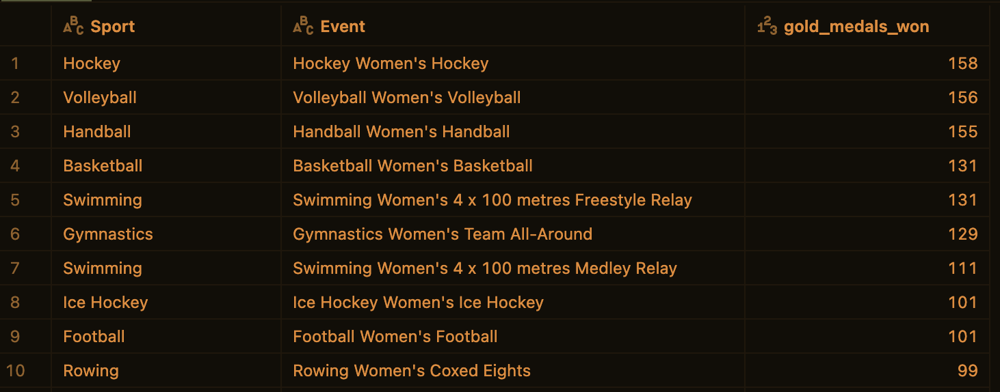 ABC Sport ABC Event 123 gold_medals_won
1 Hockey Hockey Women's Hockey 158
2 Volleyball Volleyball Women's Volleyball 156
3 Handball Handball Women's Handball 155
4 Basketball Basketball Women's Basketball 131
5 Swimming Swimming Women's 4 x 100 metres Freestyle Relay 131
6 Gymnastics Gymnastics Women's Team All-Around 129
7 Swimming Swimming Women's 4 x 100 metres Medley Relay 111
8 Ice Hockey Ice Hockey Women's Ice Hockey 101
9 Football Football Women's Football 101
10 Rowing Rowing Women's Coxed Eights 99